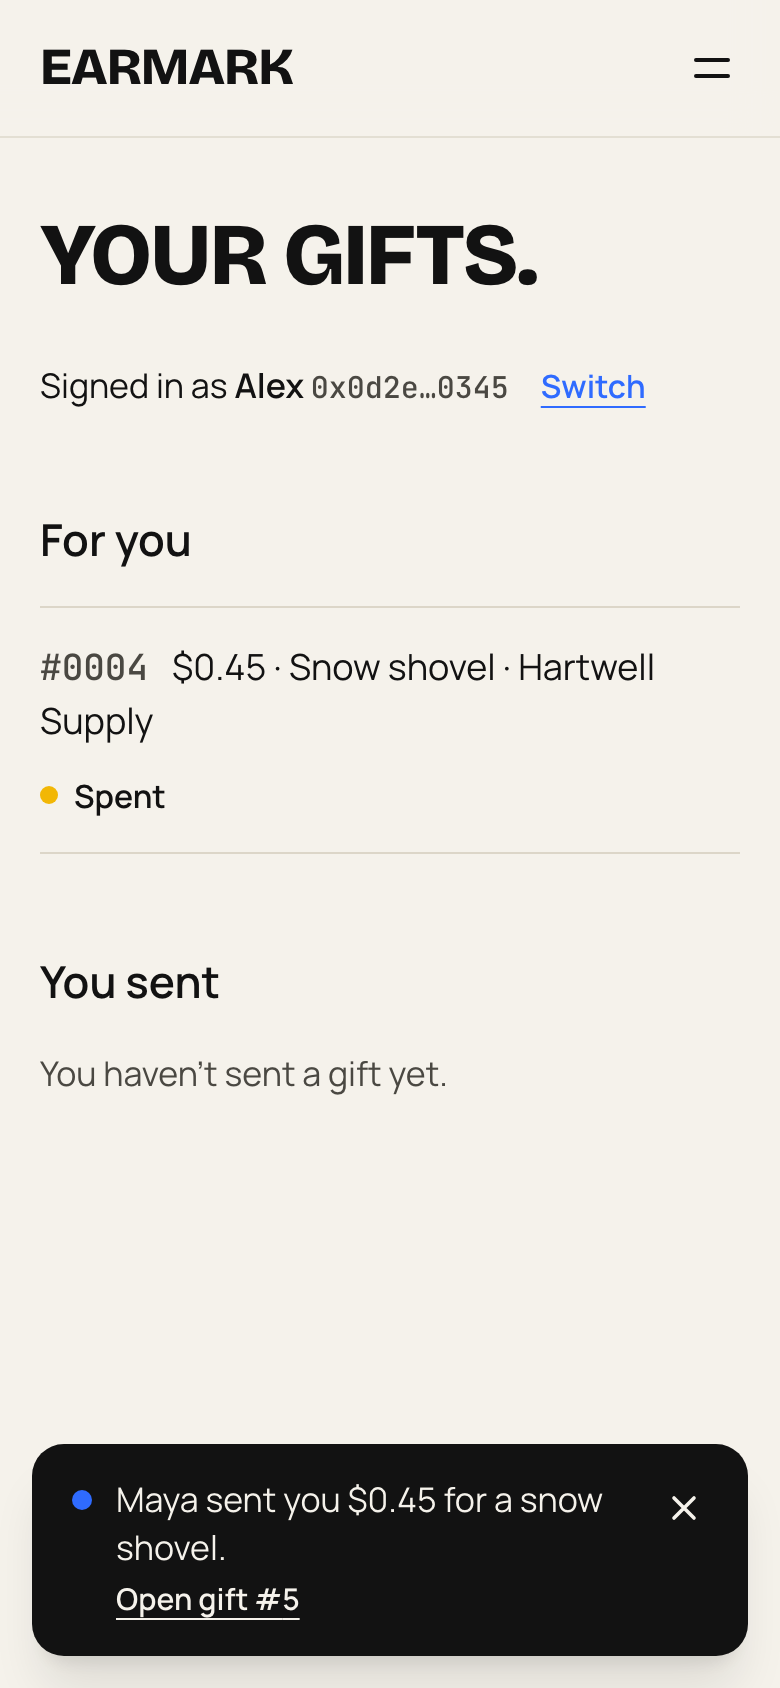 EARMARK
YOUR GIFTS.
Signed in as Alex 0x0d2e…0345 Switch
For you
#0004 $0.45 · Snow shovel · Hartwell
Supply
Spent
You sent
You haven’t sent a gift yet.
Maya sent you $0.45 for a snow
shovel.
Open gift #5